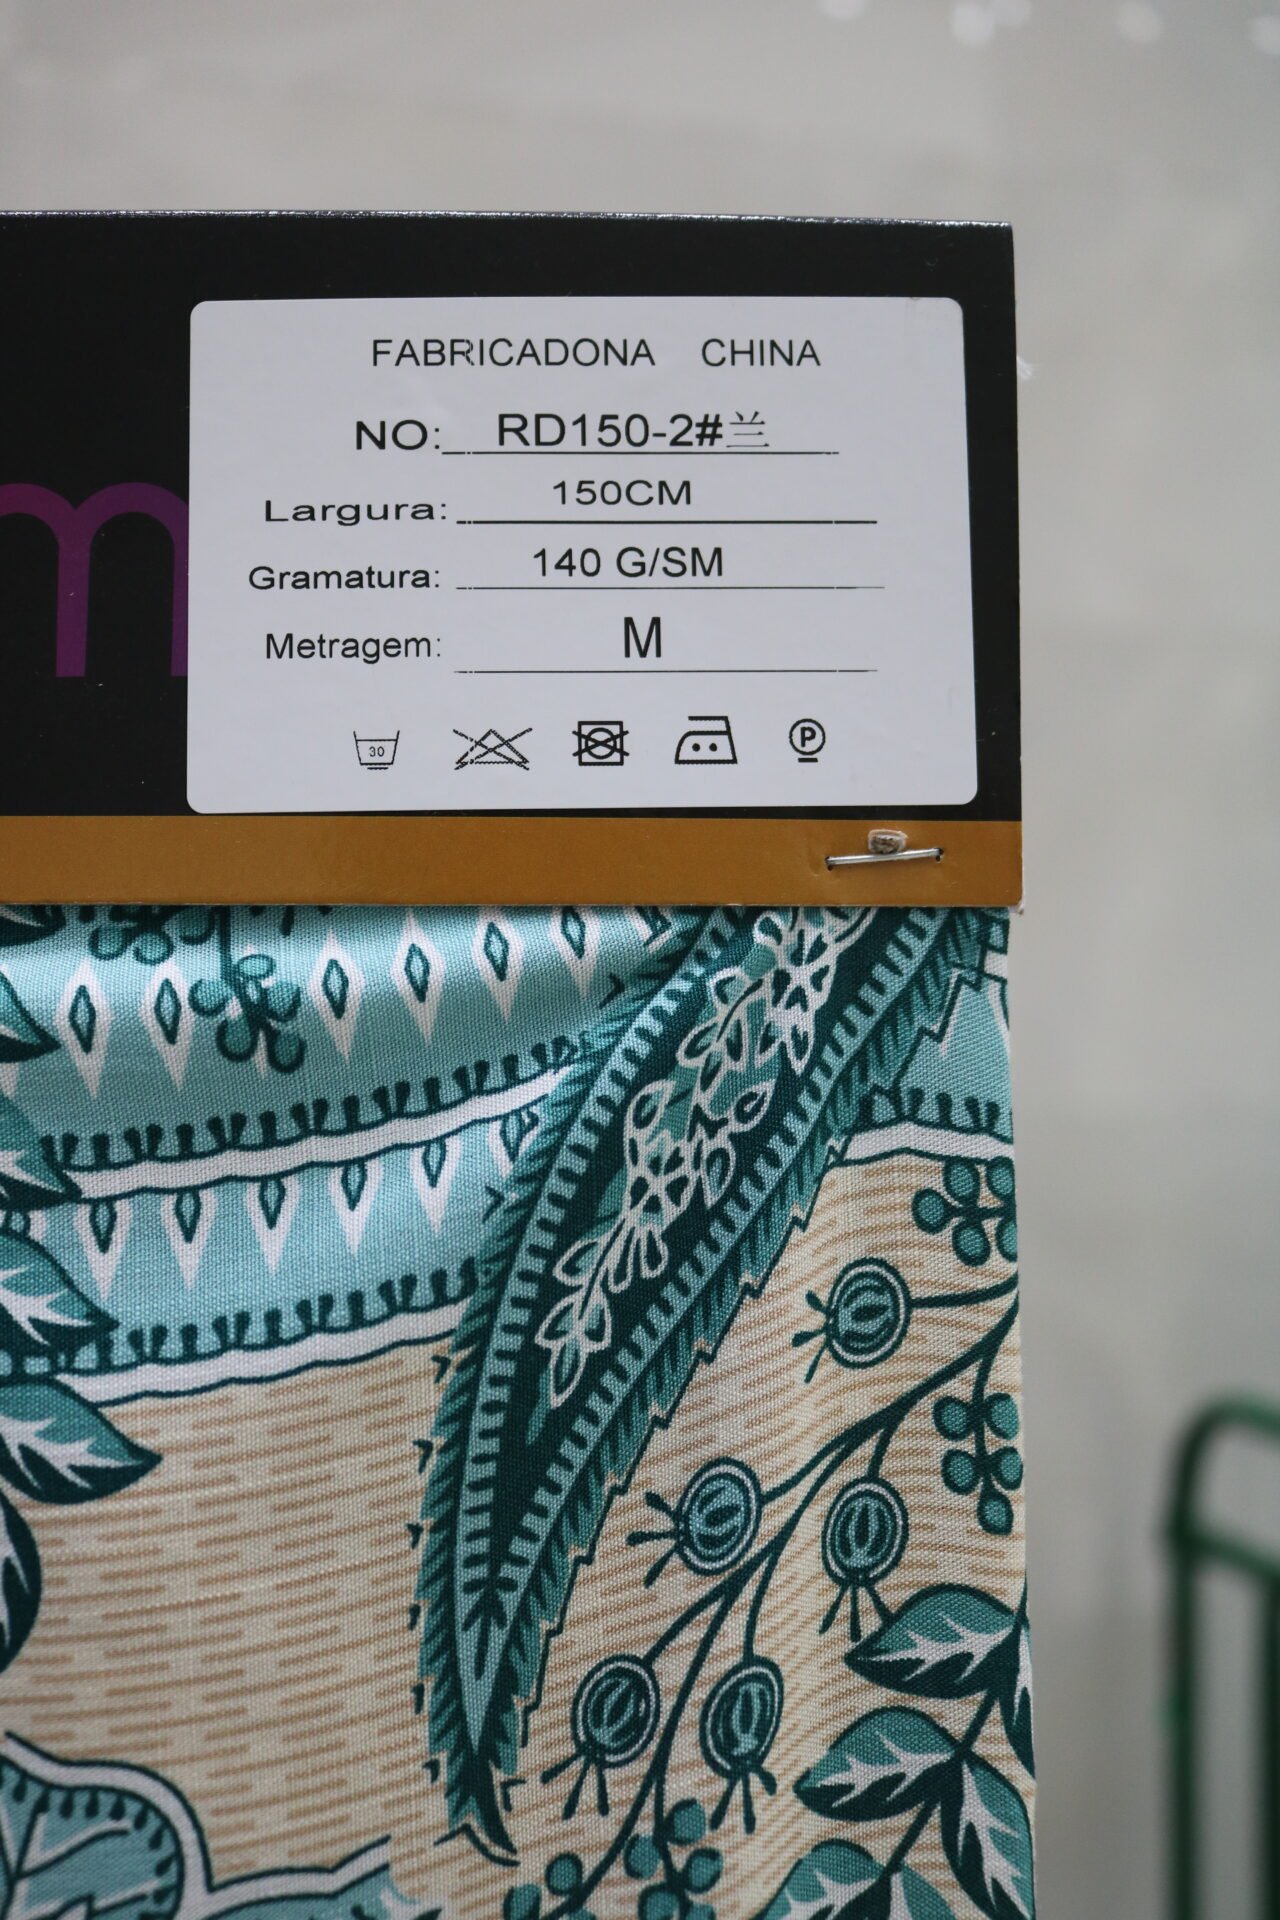 FABRICADONA CHINA
NO: RD150-2#兰
Largura: 150CM
Gramatura: 140 G/SM
Metragem: M
30
P
m